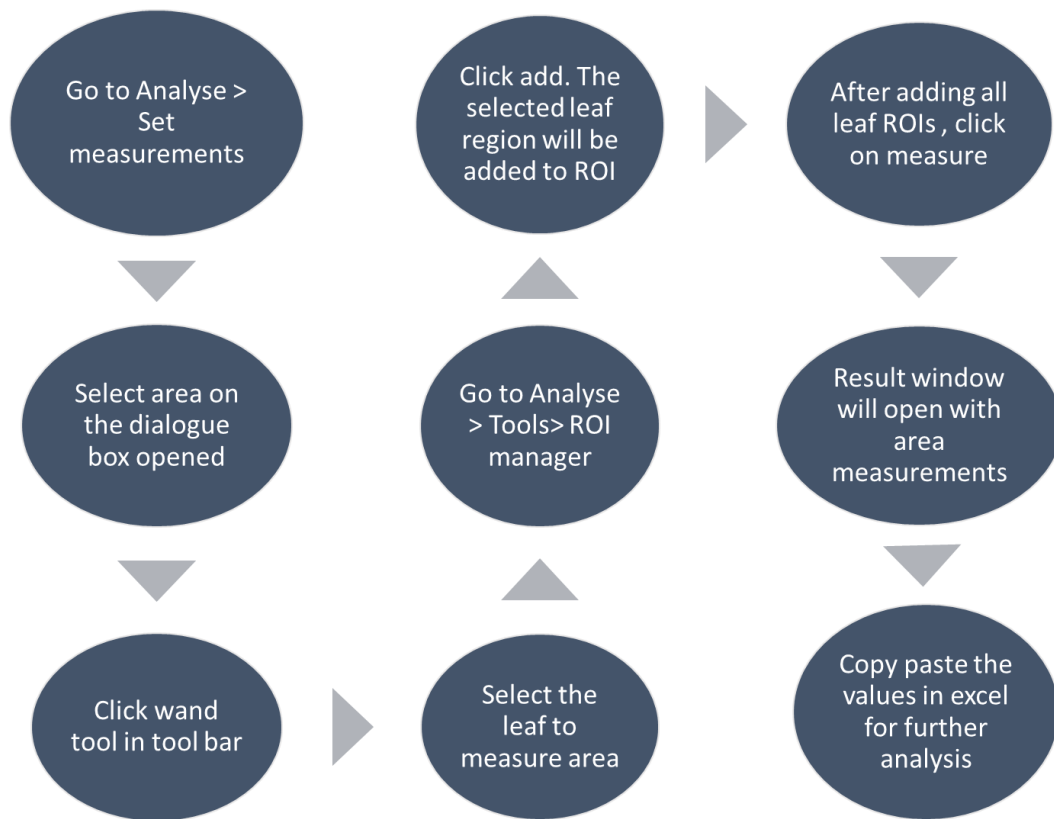 Go to Analyse >
Set
measurements
Select area on
the dialogue
box opened
Click wand
tool in tool bar
Select the
leaf to
measure area
Go to Analyse
> Tools> ROI
manager
Click add. The
selected leaf
region will be
added to ROI
After adding all
leaf ROIs , click
on measure
Result window
will open with
area
measurements
Copy paste the
values in excel
for further
analysis